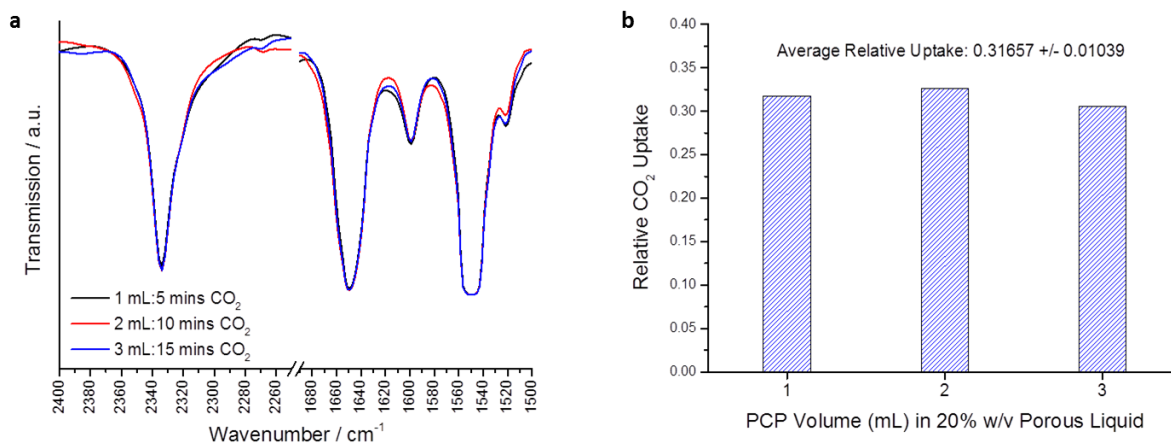 a
Transmission / a.u.
1 mL:5 mins CO₂
2 mL:10 mins CO₂
3 mL:15 mins CO₂
2400 2380 2360 2340 2320 2300 2280 2260 1680 1660 1640 1620 1600 1580 1560 1540 1520 1500
Wavenumber / cm⁻¹
b
Average Relative Uptake: 0.31657 +/- 0.01039
Relative CO₂ Uptake
0.40
0.35
0.30
0.25
0.20
0.15
0.10
0.05
0.00
1 2 3
PCP Volume (mL) in 20% w/v Porous Liquid